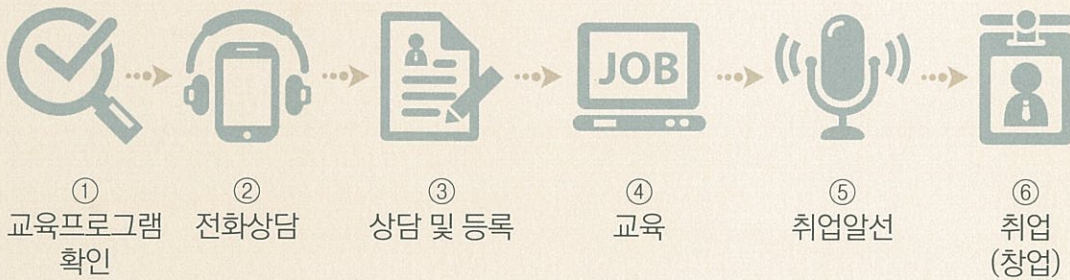 JOB
①
교육프로그램
확인
②
전화상담
③
상담 및 등록
④
교육
⑤
취업알선
⑥
취업
(창업)